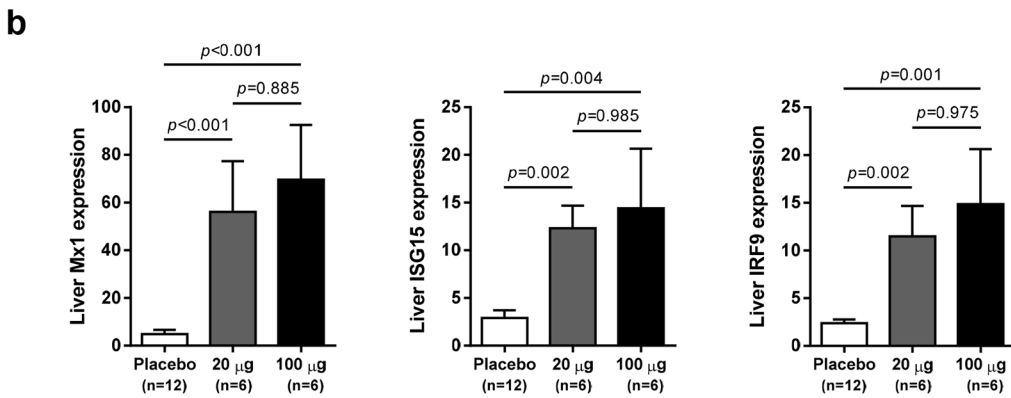 b
p<0.001
p=0.885
p<0.001
Liver Mx1 expression
100
80
60
40
20
0
Placebo
(n=12)
20 μg
(n=6)
100 μg
(n=6)
p=0.004
p=0.985
p=0.002
Liver ISG15 expression
25
20
15
10
5
0
Placebo
(n=12)
20 μg
(n=6)
100 μg
(n=6)
p=0.001
p=0.975
p=0.002
Liver IRF9 expression
25
20
15
10
5
0
Placebo
(n=12)
20 μg
(n=6)
100 μg
(n=6)